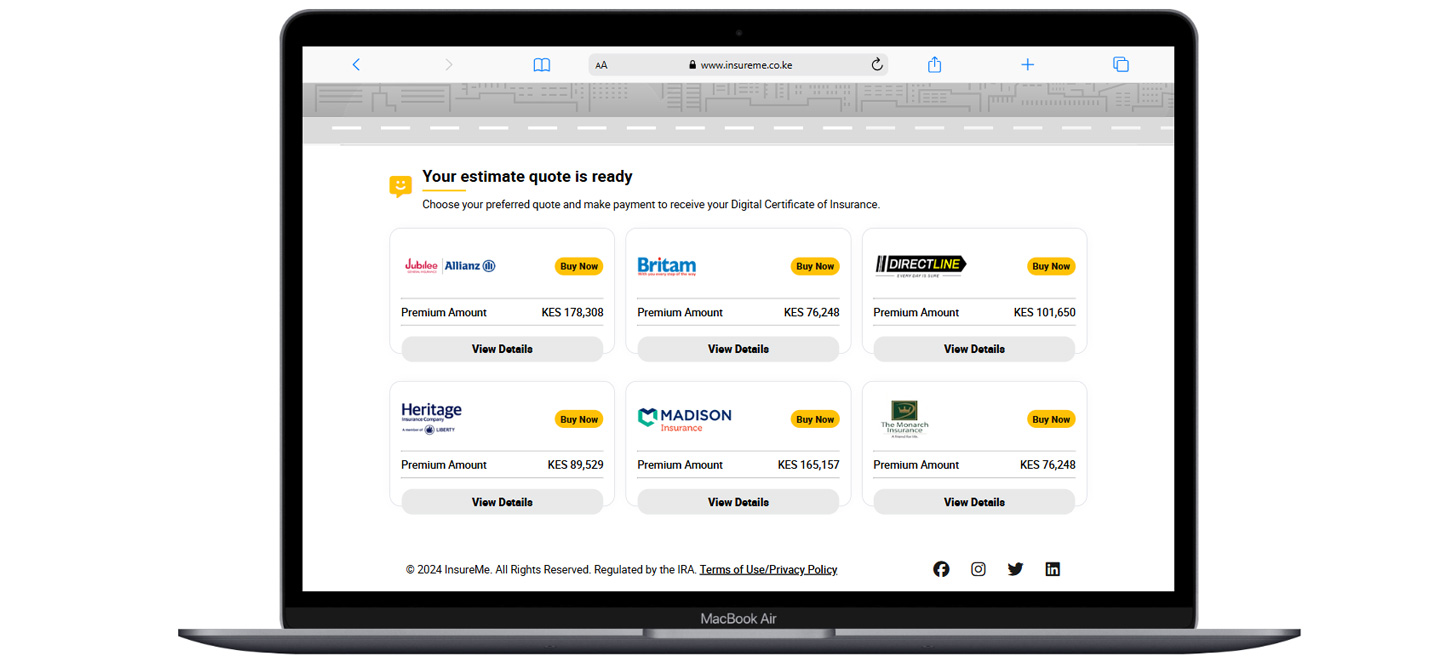 AA
www.insureme.co.ke
Your estimate quote is ready
Choose your preferred quote and make payment to receive your Digital Certificate of Insurance.
Jubilee Allianz
Buy Now
Britam
With you every step of the way
Buy Now
DIRECTLINE
EVERY DAY IS SURE
Buy Now
Premium Amount KES 178,308
Premium Amount KES 76,248
Premium Amount KES 101,650
View Details
View Details
View Details
Heritage
Insurance Company
A member of LIBERTY
Buy Now
MADISON
Insurance
Buy Now
The Monarch
Insurance
A friend for life
Buy Now
Premium Amount KES 89,529
Premium Amount KES 165,157
Premium Amount KES 76,248
View Details
View Details
View Details
© 2024 InsureMe. All Rights Reserved. Regulated by the IRA. Terms of Use/Privacy Policy
MacBook Air